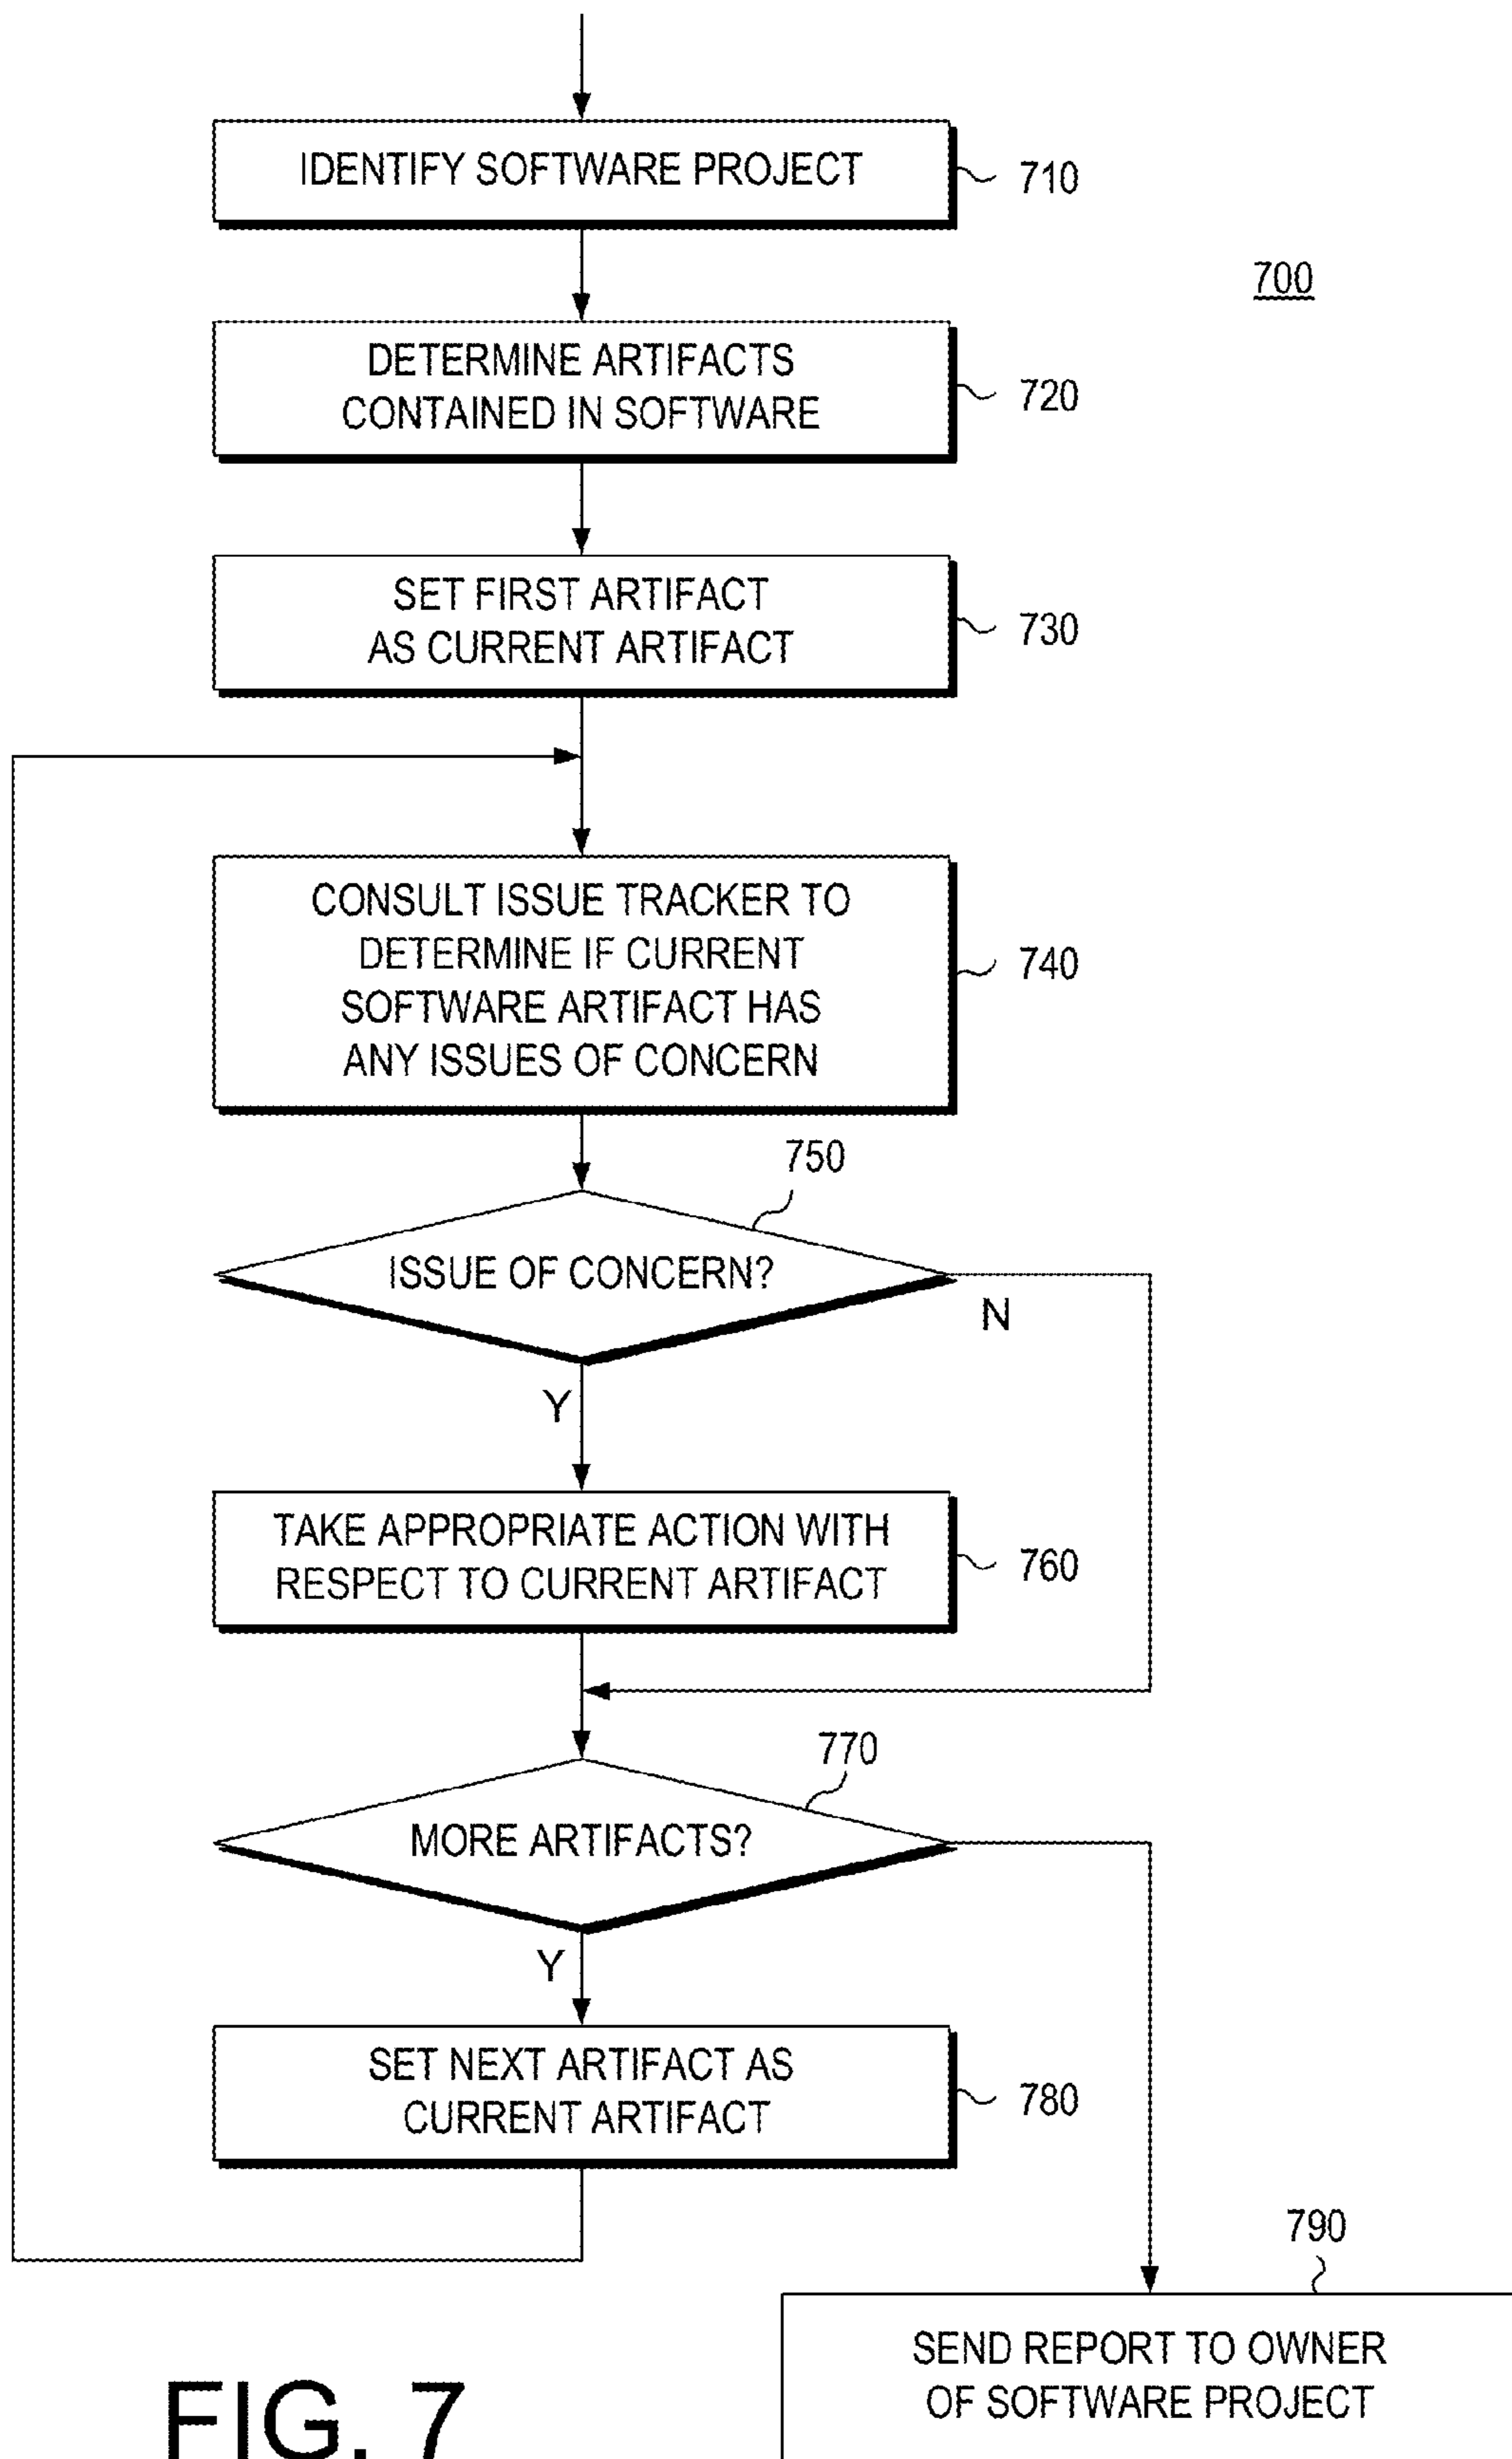 IDENTIFY SOFTWARE PROJECT
710
700
DETERMINE ARTIFACTS
CONTAINED IN SOFTWARE
720
SET FIRST ARTIFACT
AS CURRENT ARTIFACT
730
CONSULT ISSUE TRACKER TO
DETERMINE IF CURRENT
SOFTWARE ARTIFACT HAS
ANY ISSUES OF CONCERN
740
750
ISSUE OF CONCERN?
N
Y
TAKE APPROPRIATE ACTION WITH
RESPECT TO CURRENT ARTIFACT
760
770
MORE ARTIFACTS?
Y
SET NEXT ARTIFACT AS
CURRENT ARTIFACT
780
790
SEND REPORT TO OWNER
OF SOFTWARE PROJECT
FIG. 7